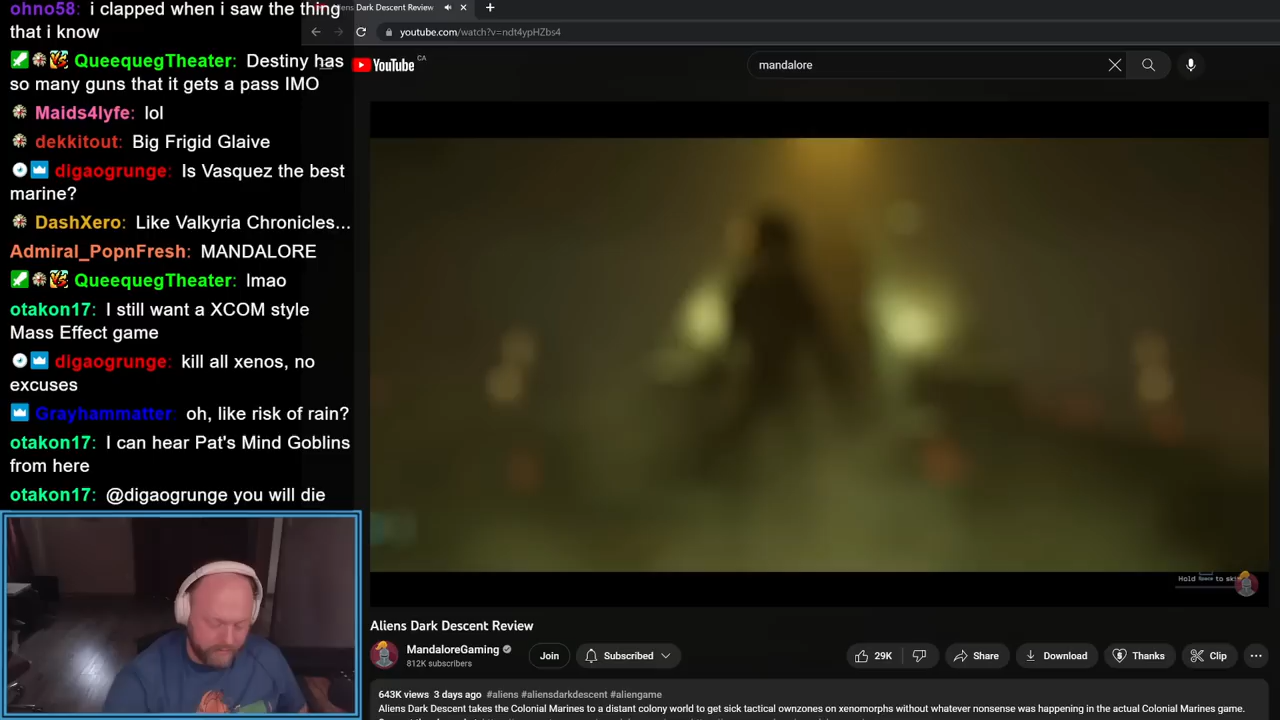 ohno58: i clapped when i saw the thing
that i know
QueequegTheater: Destiny has
so many guns that it gets a pass IMO
Maids4lyfe: lol
dekkitout: Big Frigid Glaive
digaogrunge: Is Vasquez the best
marine?
DashXero: Like Valkyria Chronicles...
Admiral_PopnFresh: MANDALORE
QueequegTheater: lmao
otakon17: I still want a XCOM style
Mass Effect game
digaogrunge: kill all xenos, no
excuses
Grayhammatter: oh, like risk of rain?
otakon17: I can hear Pat's Mind Goblins
from here
otakon17: @digaogrunge you will die
liens Dark Descent Review
youtube.com/watch?v=ndt4ypHZbs4
YouTube CA
mandalore
Hold Space to
Aliens Dark Descent Review
MandaloreGaming
812K subscribers
Join
Subscribed
29K
Share
Download
Thanks
Clip
643K views 3 days ago #aliens #aliensdarkdescent #aliengame
Aliens Dark Descent takes the Colonial Marines to a distant colony world to get sick tactical ownzones on xenomorphs without whatever nonsense was happening in the actual Colonial Marines game.